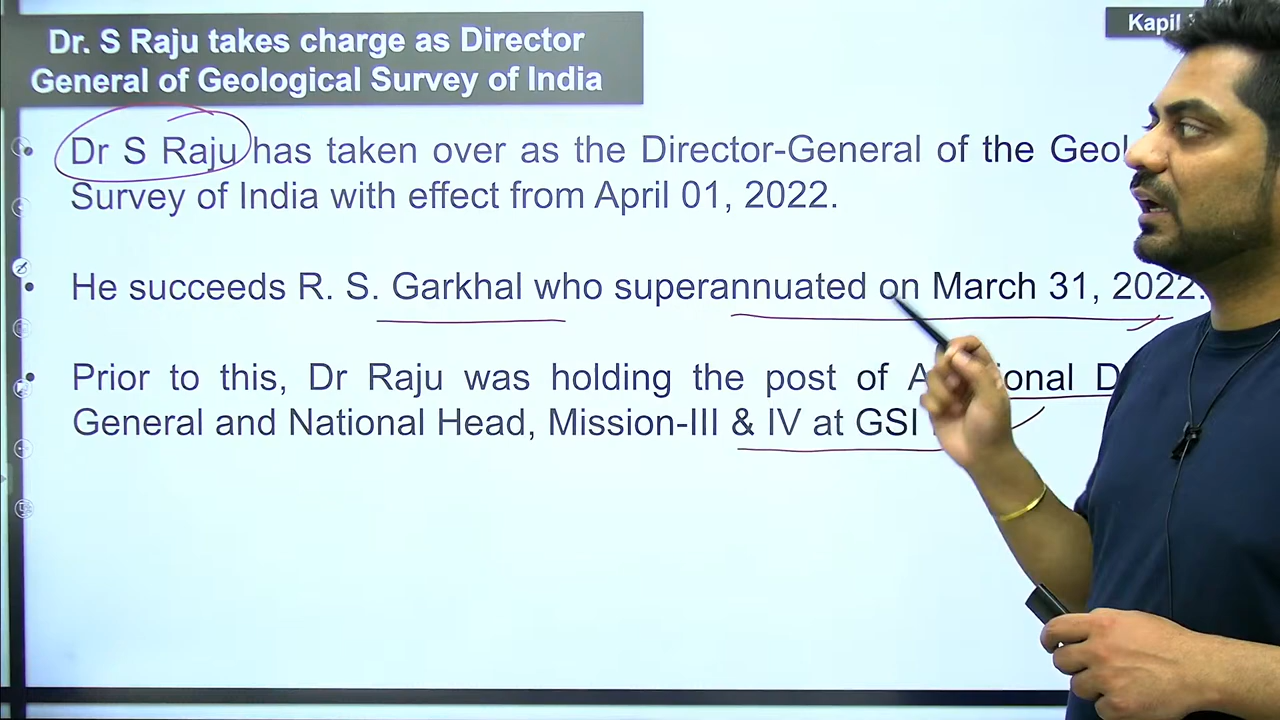 Dr. S Raju takes charge as Director
General of Geological Survey of India
Kapil
Dr S Raju has taken over as the Director-General of the
Survey of India with effect from April 01, 2022.
He succeeds R. S. Garkhal who superannuated on March 31, 2022.
Prior to this, Dr Raju was holding the post of
General and National Head, Mission-III & IV at GSI